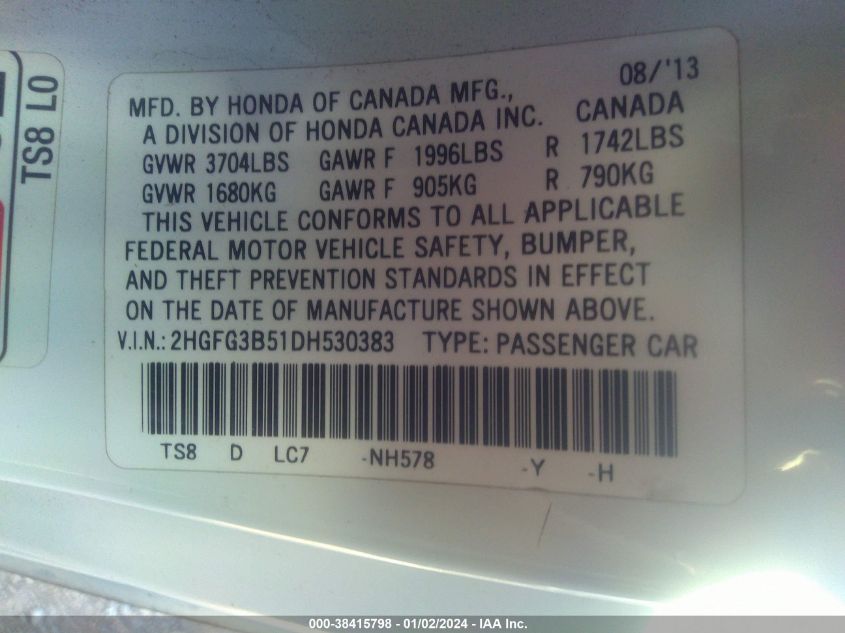 TS8 L0
08/'13
MFD. BY HONDA OF CANADA MFG.,
A DIVISION OF HONDA CANADA INC. CANADA
GVWR 3704LBS GAWR F 1996LBS R 1742LBS
GVWR 1680KG GAWR F 905KG R 790KG
THIS VEHICLE CONFORMS TO ALL APPLICABLE
FEDERAL MOTOR VEHICLE SAFETY, BUMPER,
AND THEFT PREVENTION STANDARDS IN EFFECT
ON THE DATE OF MANUFACTURE SHOWN ABOVE.
V.I.N.: 2HGFG3B51DH530383 TYPE: PASSENGER CAR
TS8 D LC7 -NH578 -Y -H
000-38415798 - 01/02/2024 - IAA Inc.